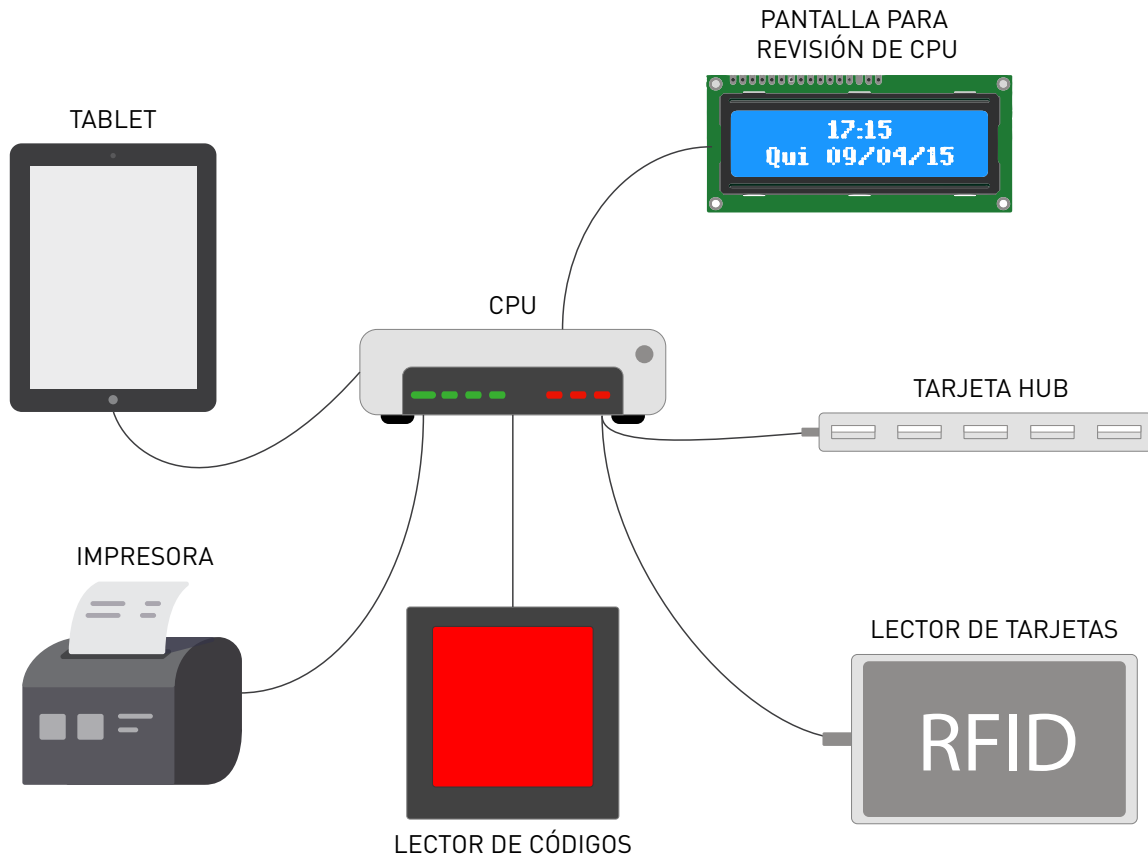 PANTALLA PARA
REVISIÓN DE CPU
17:15
Qui 09/04/15
TABLET
CPU
TARJETA HUB
IMPRESORA
LECTOR DE TARJETAS
RFID
LECTOR DE CÓDIGOS